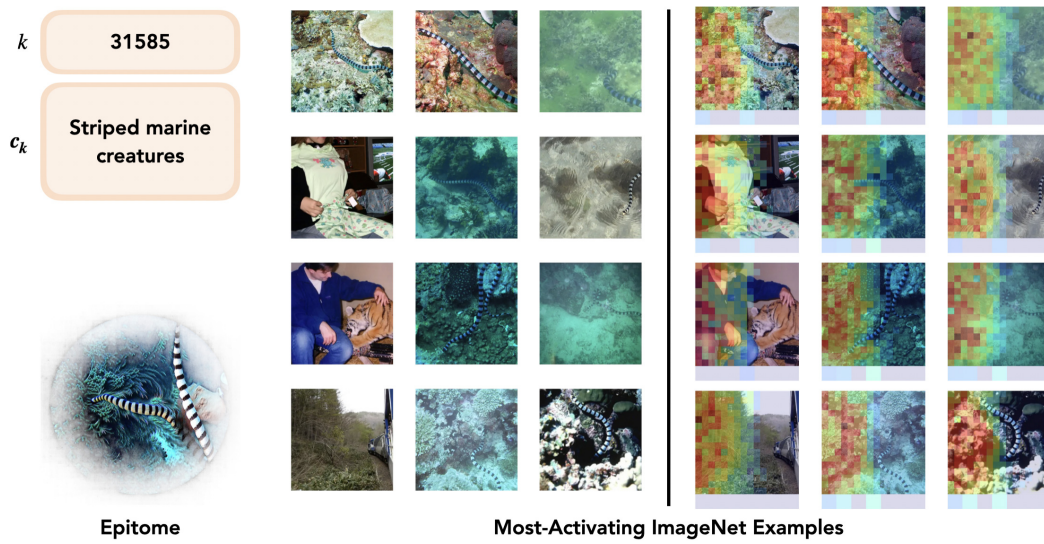 k
31585
c_k
Striped marine
creatures
Epitome
Most-Activating ImageNet Examples